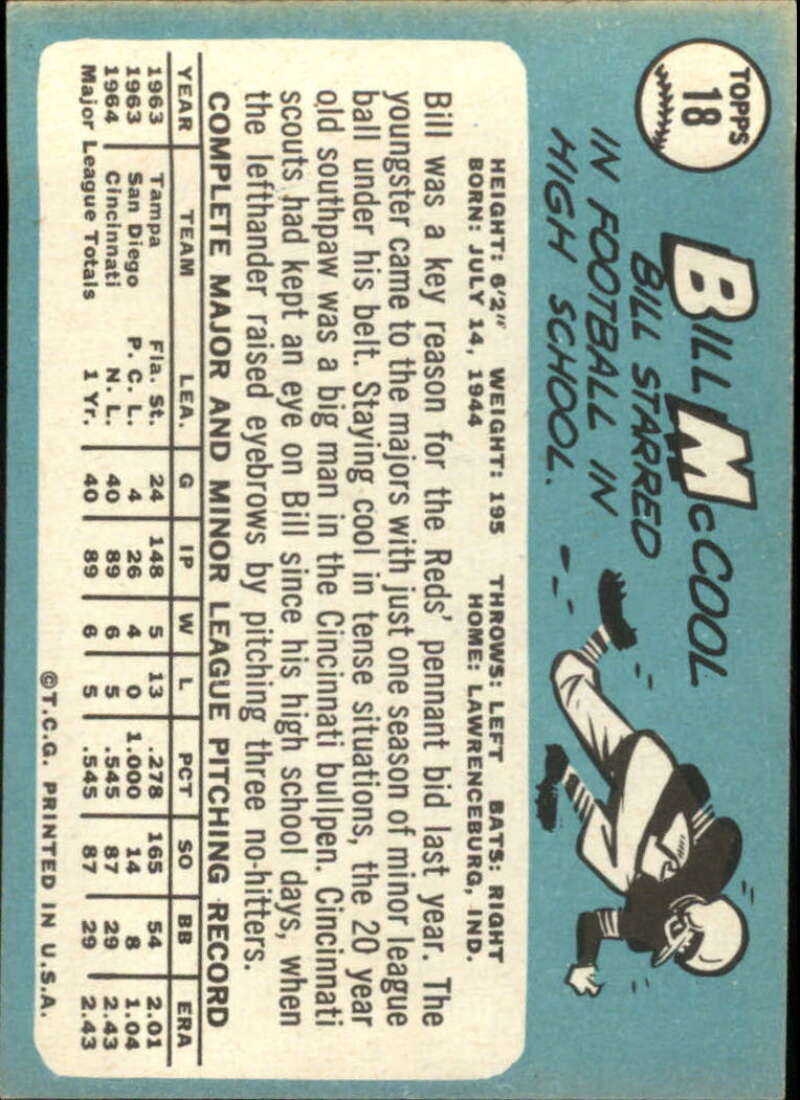 TOPPS
18
BILL McCOOL
BILL STARRED
IN FOOTBALL IN
HIGH SCHOOL.
HEIGHT: 6'2" WEIGHT: 195 THROWS: LEFT BATS: RIGHT
BORN: JULY 14, 1944 HOME: LAWRENCEBURG, IND.
Bill was a key reason for the Reds' pennant bid last year. The
youngster came to the majors with just one season of minor league
ball under his belt. Staying cool in tense situations, the 20 year
old southpaw was a big man in the Cincinnati bullpen. Cincinnati
scouts had kept an eye on Bill since his high school days, when
the lefthander raised eyebrows by pitching three no-hitters.
COMPLETE MAJOR AND MINOR LEAGUE PITCHING RECORD
YEAR TEAM LEA. G IP W L PCT SO BB ERA
1963 Tampa Fla. St. 24 148 5 13 .278 165 54 2.01
1963 San Diego P. C. L. 4 26 4 0 1.000 14 8 1.04
1964 Cincinnati N. L. 40 89 6 5 .545 87 29 2.43
Major League Totals 1 Yr. 40 89 6 5 .545 87 29 2.43
©T.C.G. PRINTED IN U.S.A.